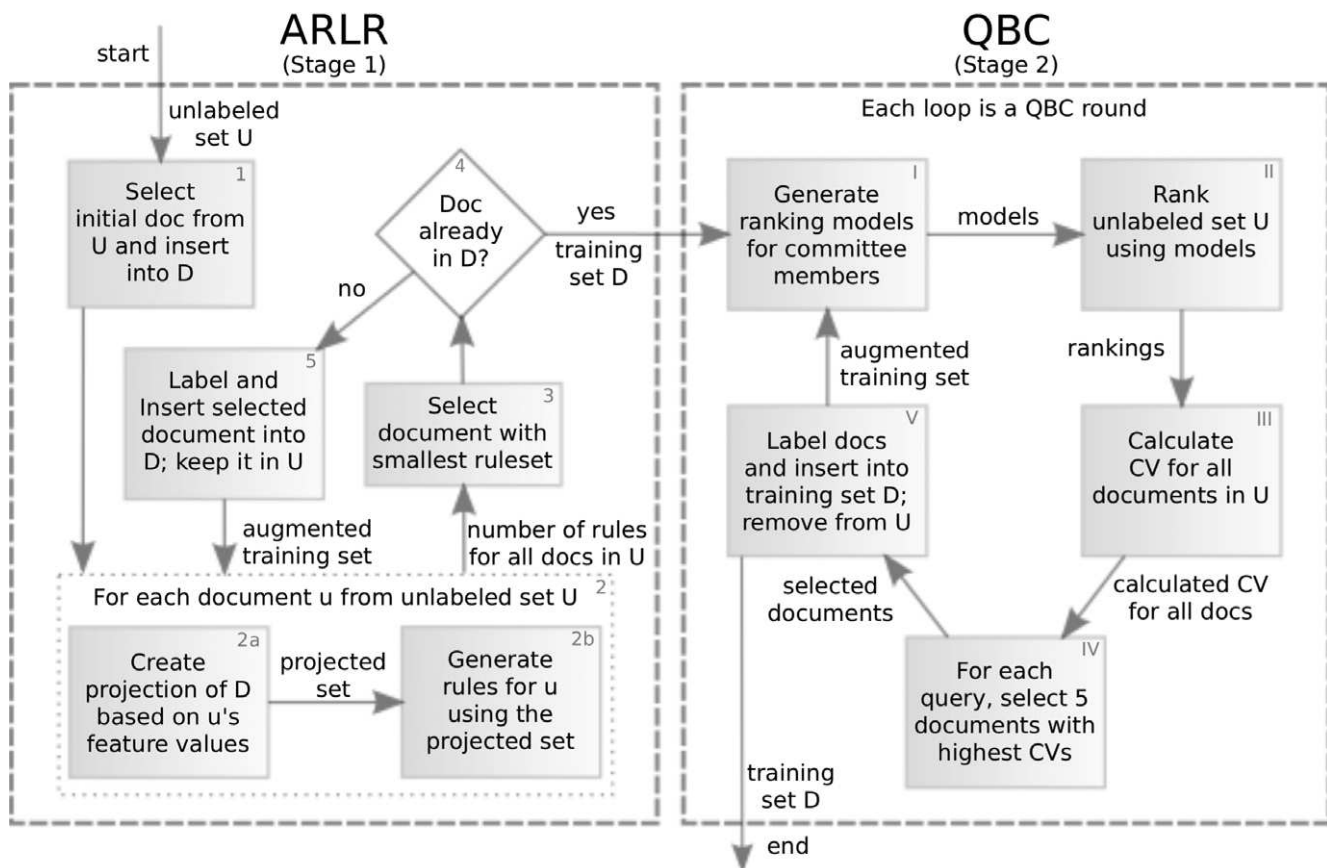 ARLR
(Stage 1)
start
unlabeled
set U
1
Select
initial doc from
U and insert
into D
4
Doc
already
in D?
yes
training
set D
no
5
Label and
Insert selected
document into
D; keep it in U
3
Select
document with
smallest ruleset
augmented
training set
number of rules
for all docs in U
2
For each document u from unlabeled set U
2a
Create
projection of D
based on u's
feature values
projected
set
2b
Generate
rules for u
using the
projected set
QBC
(Stage 2)
Each loop is a QBC round
I
Generate
ranking models
for committee
members
models
II
Rank
unlabeled set U
using models
rankings
augmented
training set
III
Calculate
CV for all
documents in U
V
Label docs
and insert into
training set D;
remove from U
calculated CV
for all docs
selected
documents
IV
For each
query, select 5
documents with
highest CVs
training
set D
end